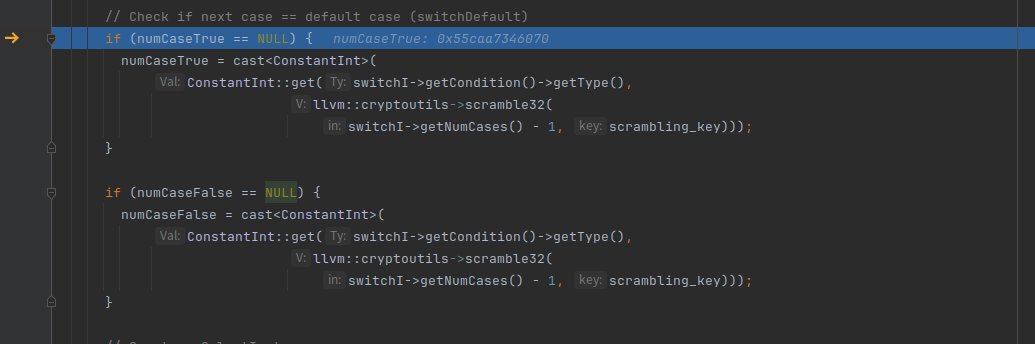 // Check if next case == default case (switchDefault)
if (numCaseTrue == NULL) { numCaseTrue: 0x55caa7346070
numCaseTrue = cast<ConstantInt>(
Val: ConstantInt::get( Ty: switchI->getCondition()->getType(),
V: llvm::cryptoutils->scramble32(
in: switchI->getNumCases() - 1, key: scrambling_key)));
}
if (numCaseFalse == NULL) {
numCaseFalse = cast<ConstantInt>(
Val: ConstantInt::get( Ty: switchI->getCondition()->getType(),
V: llvm::cryptoutils->scramble32(
in: switchI->getNumCases() - 1, key: scrambling_key)));
}